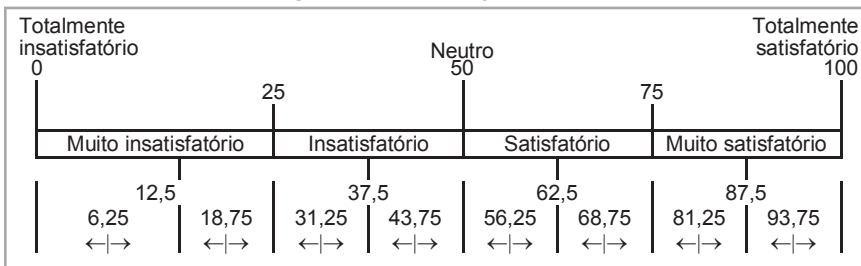 Totalmente insatisfatório
0
Neutro
50
Totalmente satisfatório
100
25
75
Muito insatisfatório
Insatisfatório
Satisfatório
Muito satisfatório
12,5
37,5
62,5
87,5
6,25
18,75
31,25
43,75
56,25
68,75
81,25
93,75